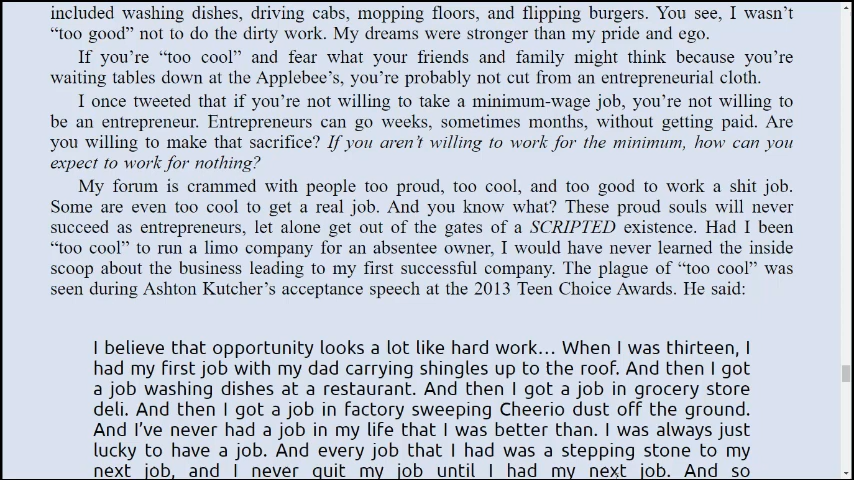 included washing dishes, driving cabs, mopping floors, and flipping burgers. You see, I wasn't
“too good” not to do the dirty work. My dreams were stronger than my pride and ego.
If you're “too cool” and fear what your friends and family might think because you're
waiting tables down at the Applebee's, you're probably not cut from an entrepreneurial cloth.
I once tweeted that if you're not willing to take a minimum-wage job, you're not willing to
be an entrepreneur. Entrepreneurs can go weeks, sometimes months, without getting paid. Are
you willing to make that sacrifice? If you aren't willing to work for the minimum, how can you
expect to work for nothing?
My forum is crammed with people too proud, too cool, and too good to work a shit job.
Some are even too cool to get a real job. And you know what? These proud souls will never
succeed as entrepreneurs, let alone get out of the gates of a SCRIPTED existence. Had I been
“too cool” to run a limo company for an absentee owner, I would have never learned the inside
scoop about the business leading to my first successful company. The plague of “too cool” was
seen during Ashton Kutcher's acceptance speech at the 2013 Teen Choice Awards. He said:
I believe that opportunity looks a lot like hard work… When I was thirteen, I
had my first job with my dad carrying shingles up to the roof. And then I got
a job washing dishes at a restaurant. And then I got a job in grocery store
deli. And then I got a job in factory sweeping Cheerio dust off the ground.
And I've never had a job in my life that I was better than. I was always just
lucky to have a job. And every job that I had was a stepping stone to my
next job, and I never quit my job until I had my next job. And so